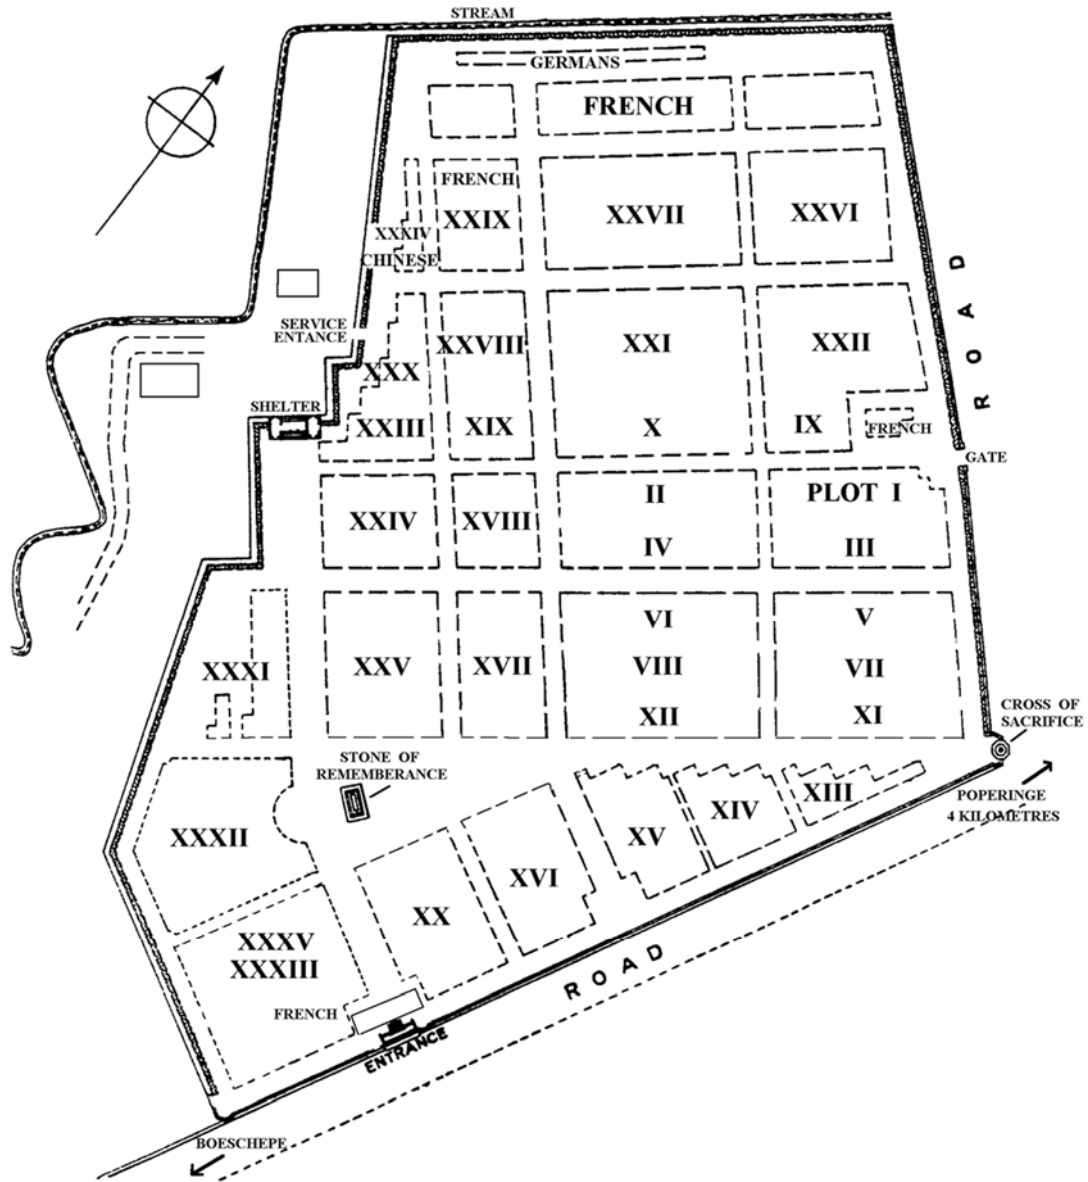 STREAM
GERMANS
FRENCH
FRENCH
XXIX
XXVII
XXVI
XXXIV
CHINESE
ROAD
SERVICE
ENTANCE
XXVIII
XXI
XXII
XXX
SHELTER
XXIII
XIX
X
IX
FRENCH
GATE
II
PLOT I
XXIV
XVIII
IV
III
VI
V
XXXI
XXV
XVII
VIII
VII
XII
XI
CROSS OF
SACRIFICE
STONE OF
REMEMBERANCE
POPERINGE
4 KILOMETRES
XIII
XIV
XV
XXXII
XVI
XX
XXXV
XXXIII
ROAD
FRENCH
ENTRANCE
BOESCHEPE